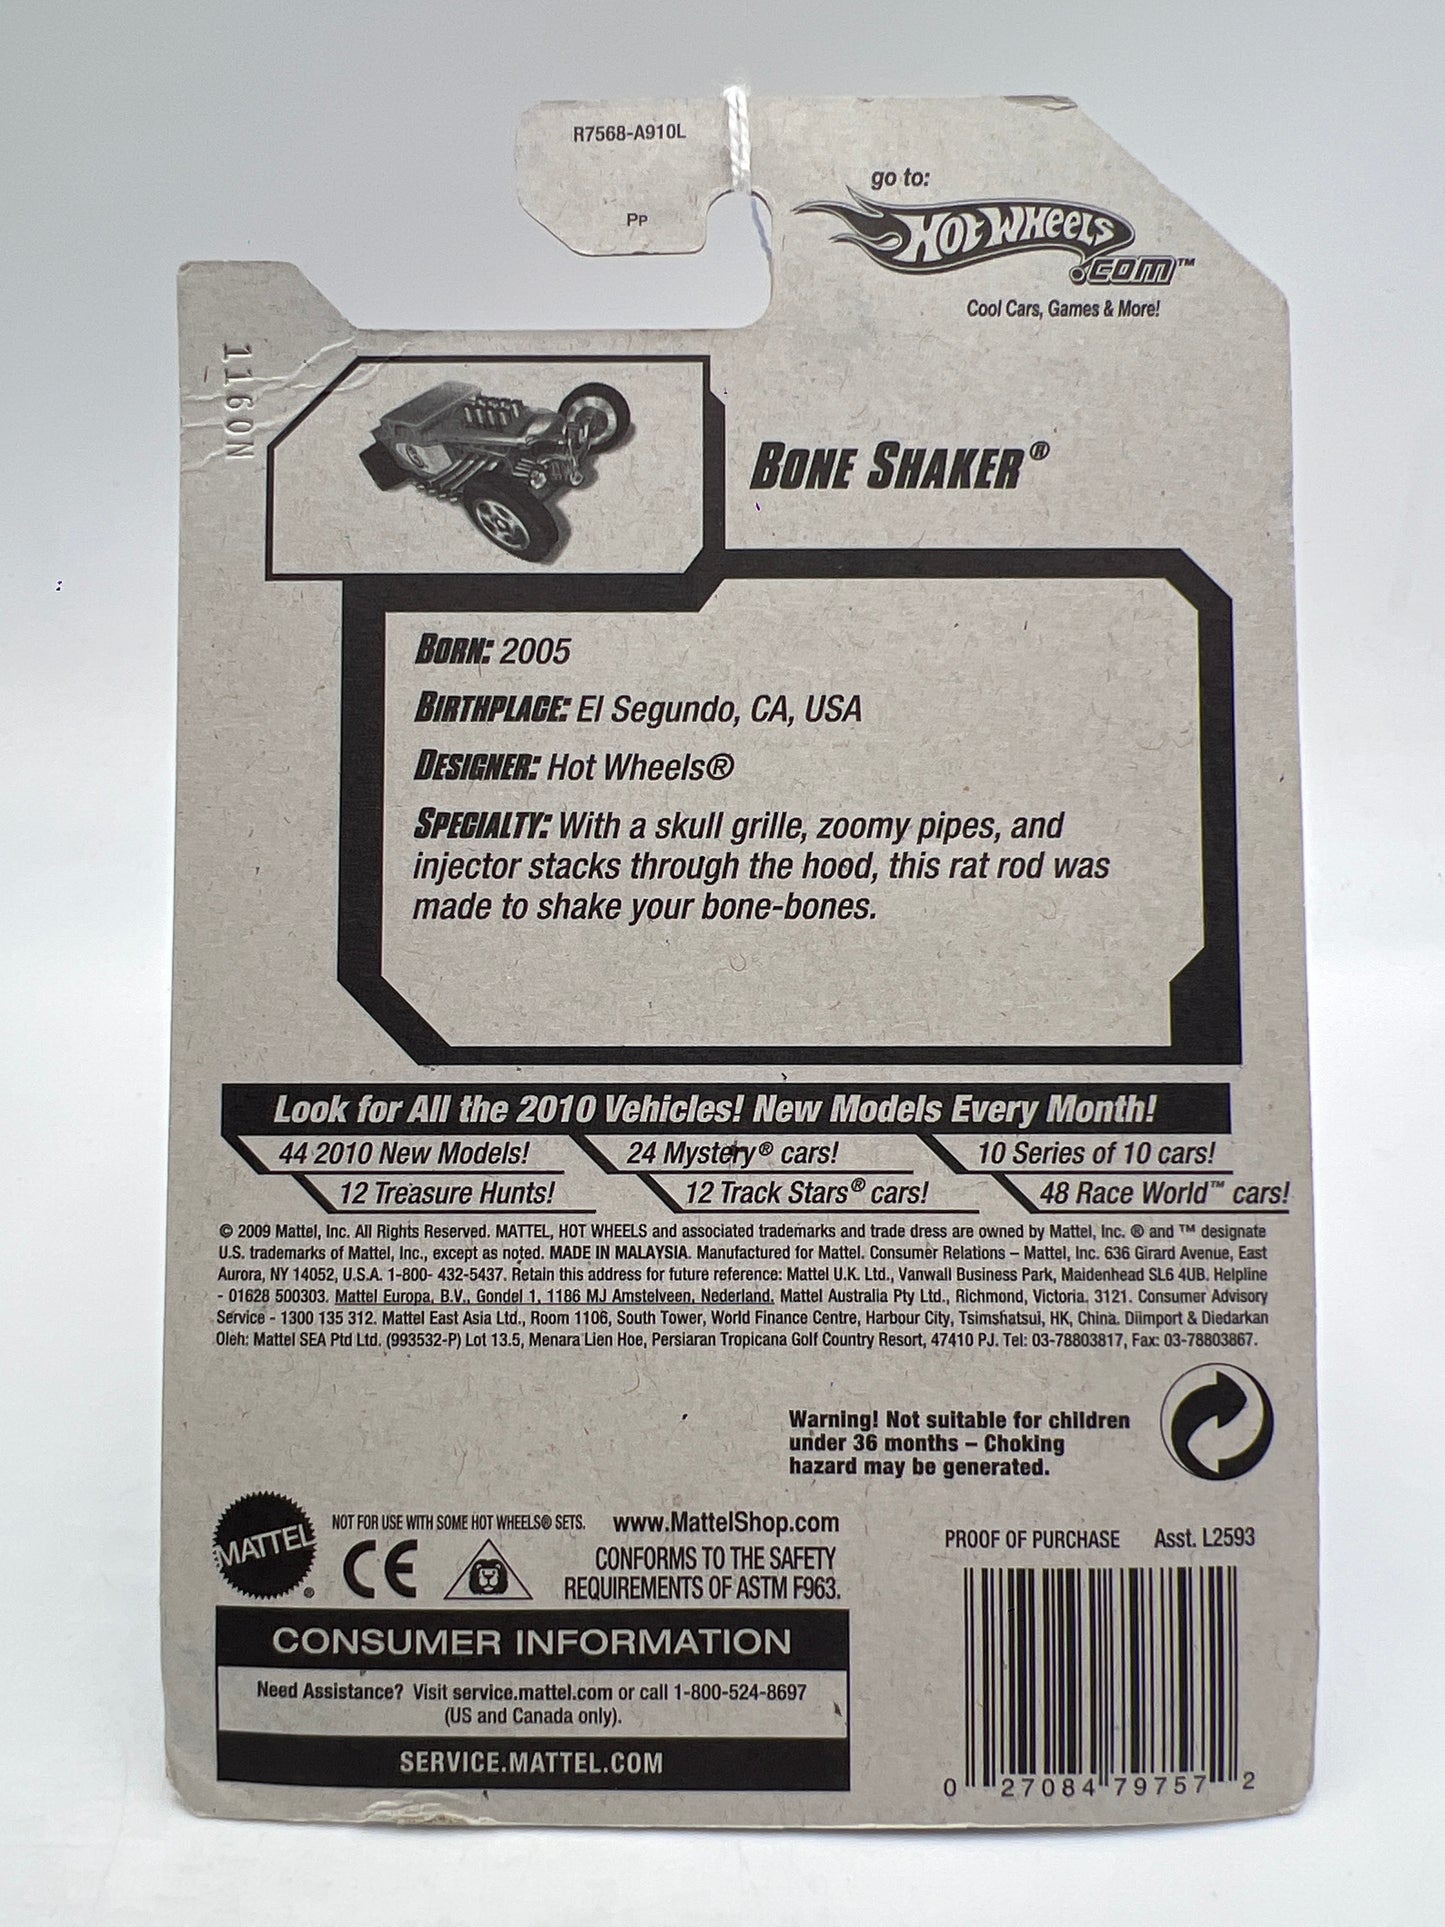 R7568-A910L
PP
go to:
HOT WHEELS
.COM™
Cool Cars, Games & More!
1160N
BONE SHAKER®
BORN: 2005
BIRTHPLACE: El Segundo, CA, USA
DESIGNER: Hot Wheels®
SPECIALTY: With a skull grille, zoomy pipes, and
injector stacks through the hood, this rat rod was
made to shake your bone-bones.
Look for All the 2010 Vehicles! New Models Every Month!
44 2010 New Models! 24 Mystery® cars! 10 Series of 10 cars!
12 Treasure Hunts! 12 Track Stars® cars! 48 Race World™ cars!
© 2009 Mattel, Inc. All Rights Reserved. MATTEL, HOT WHEELS and associated trademarks and trade dress are owned by Mattel, Inc. ® and ™ designate
U.S. trademarks of Mattel, Inc., except as noted. MADE IN MALAYSIA. Manufactured for Mattel. Consumer Relations – Mattel, Inc. 636 Girard Avenue, East
Aurora, NY 14052, U.S.A. 1-800- 432-5437. Retain this address for future reference: Mattel U.K. Ltd., Vanwall Business Park, Maidenhead SL6 4UB. Helpline
- 01628 500303. Mattel Europa, B.V., Gondel 1, 1186 MJ Amstelveen, Nederland. Mattel Australia Pty Ltd., Richmond, Victoria. 3121. Consumer Advisory
Service - 1300 135 312. Mattel East Asia Ltd., Room 1106, South Tower, World Finance Centre, Harbour City, Tsimshatsui, HK, China. Diimport & Diedarkan
Oleh: Mattel SEA Ptd Ltd. (993532-P) Lot 13.5, Menara Lien Hoe, Persiaran Tropicana Golf Country Resort, 47410 PJ. Tel: 03-78803817, Fax: 03-78803867.
Warning! Not suitable for children
under 36 months – Choking
hazard may be generated.
MATTEL®
NOT FOR USE WITH SOME HOT WHEELS® SETS. www.MattelShop.com
CE
CONFORMS TO THE SAFETY
REQUIREMENTS OF ASTM F963.
PROOF OF PURCHASE Asst. L2593
CONSUMER INFORMATION
Need Assistance? Visit service.mattel.com or call 1-800-524-8697
(US and Canada only).
SERVICE.MATTEL.COM
0 27084 79757 2